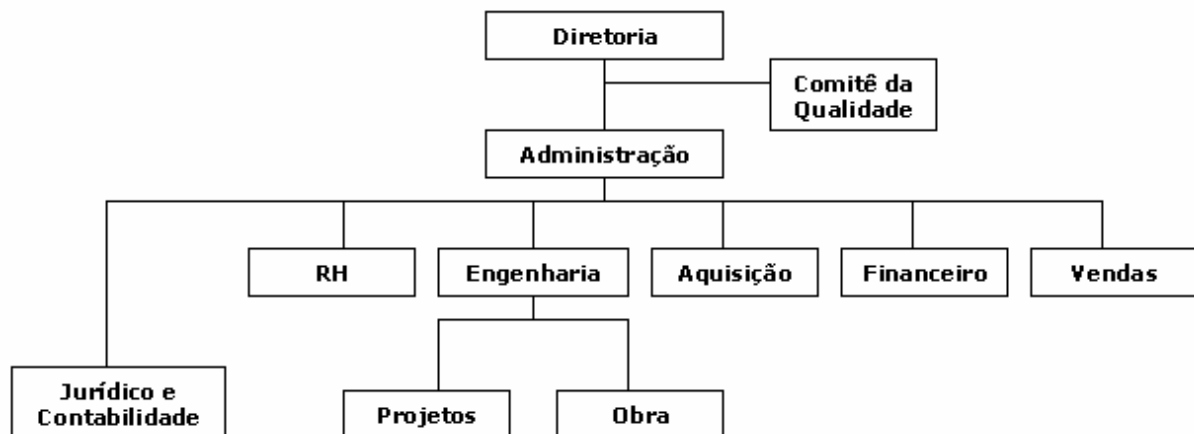 Diretoria
Comitê da
Qualidade
Administração
RH
Engenharia
Aquisição
Financeiro
Vendas
Jurídico e
Contabilidade
Projetos
Obra